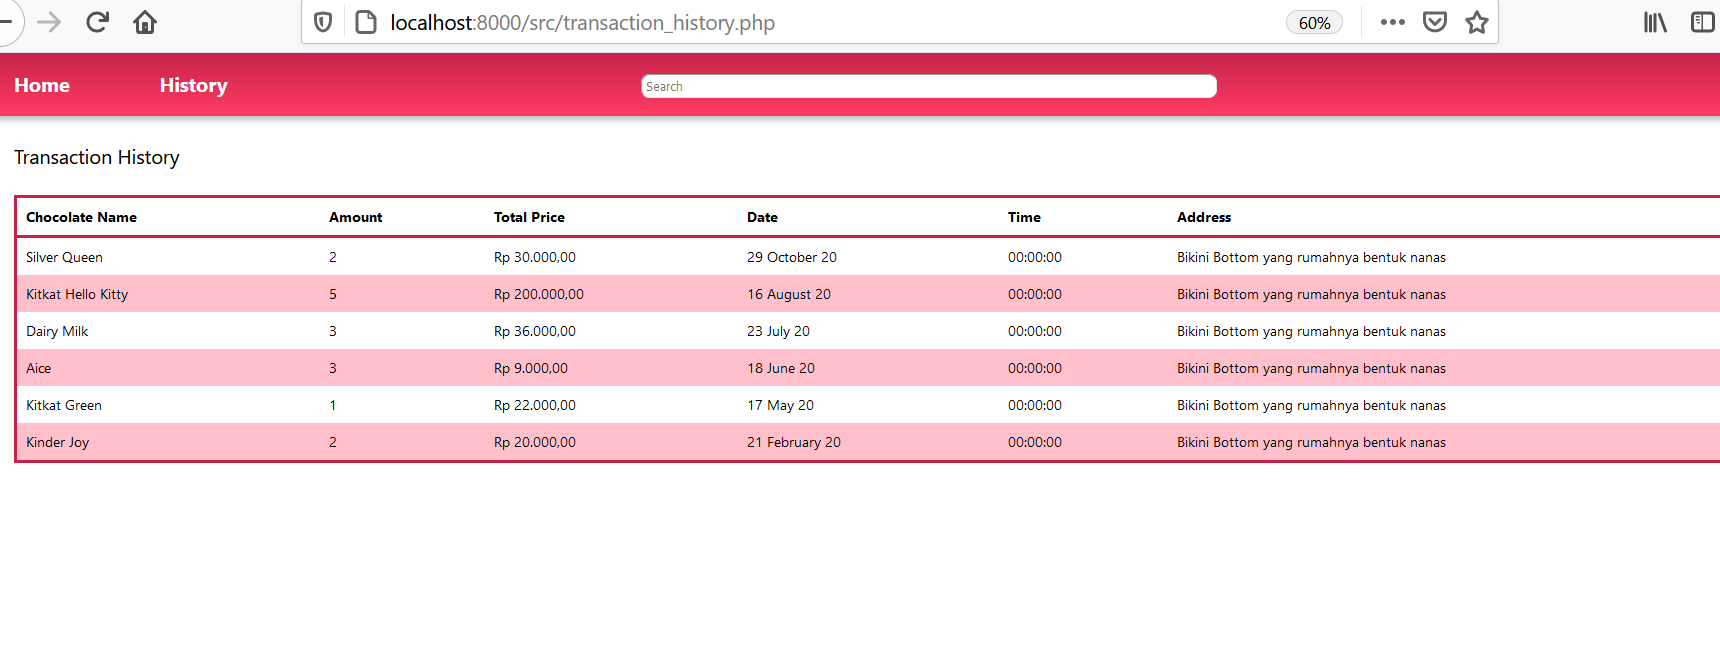 localhost:8000/src/transaction_history.php 60%
Home History Search
Transaction History
Chocolate Name Amount Total Price Date Time Address
Silver Queen 2 Rp 30.000,00 29 October 20 00:00:00 Bikini Bottom yang rumahnya bentuk nanas
Kitkat Hello Kitty 5 Rp 200.000,00 16 August 20 00:00:00 Bikini Bottom yang rumahnya bentuk nanas
Dairy Milk 3 Rp 36.000,00 23 July 20 00:00:00 Bikini Bottom yang rumahnya bentuk nanas
Aice 3 Rp 9.000,00 18 June 20 00:00:00 Bikini Bottom yang rumahnya bentuk nanas
Kitkat Green 1 Rp 22.000,00 17 May 20 00:00:00 Bikini Bottom yang rumahnya bentuk nanas
Kinder Joy 2 Rp 20.000,00 21 February 20 00:00:00 Bikini Bottom yang rumahnya bentuk nanas